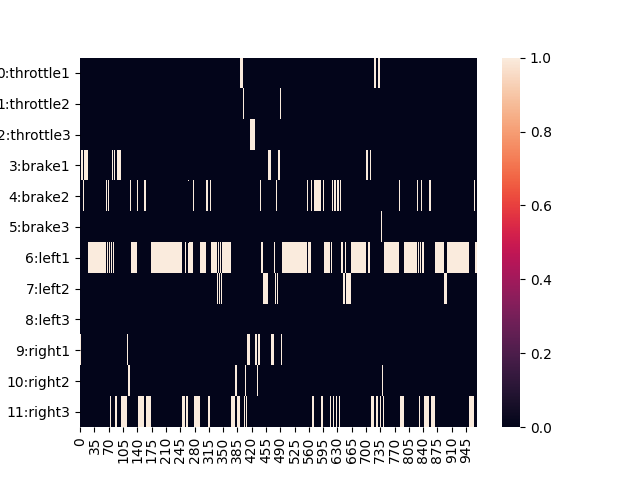 0:throttle1
1:throttle2
2:throttle3
3:brake1
4:brake2
5:brake3
6:left1
7:left2
8:left3
9:right1
10:right2
11:right3
0 35 70 105 140 175 210 245 280 315 350 385 420 455 490 525 560 595 630 665 700 735 770 805 840 875 910 945
1.0
0.8
0.6
0.4
0.2
0.0